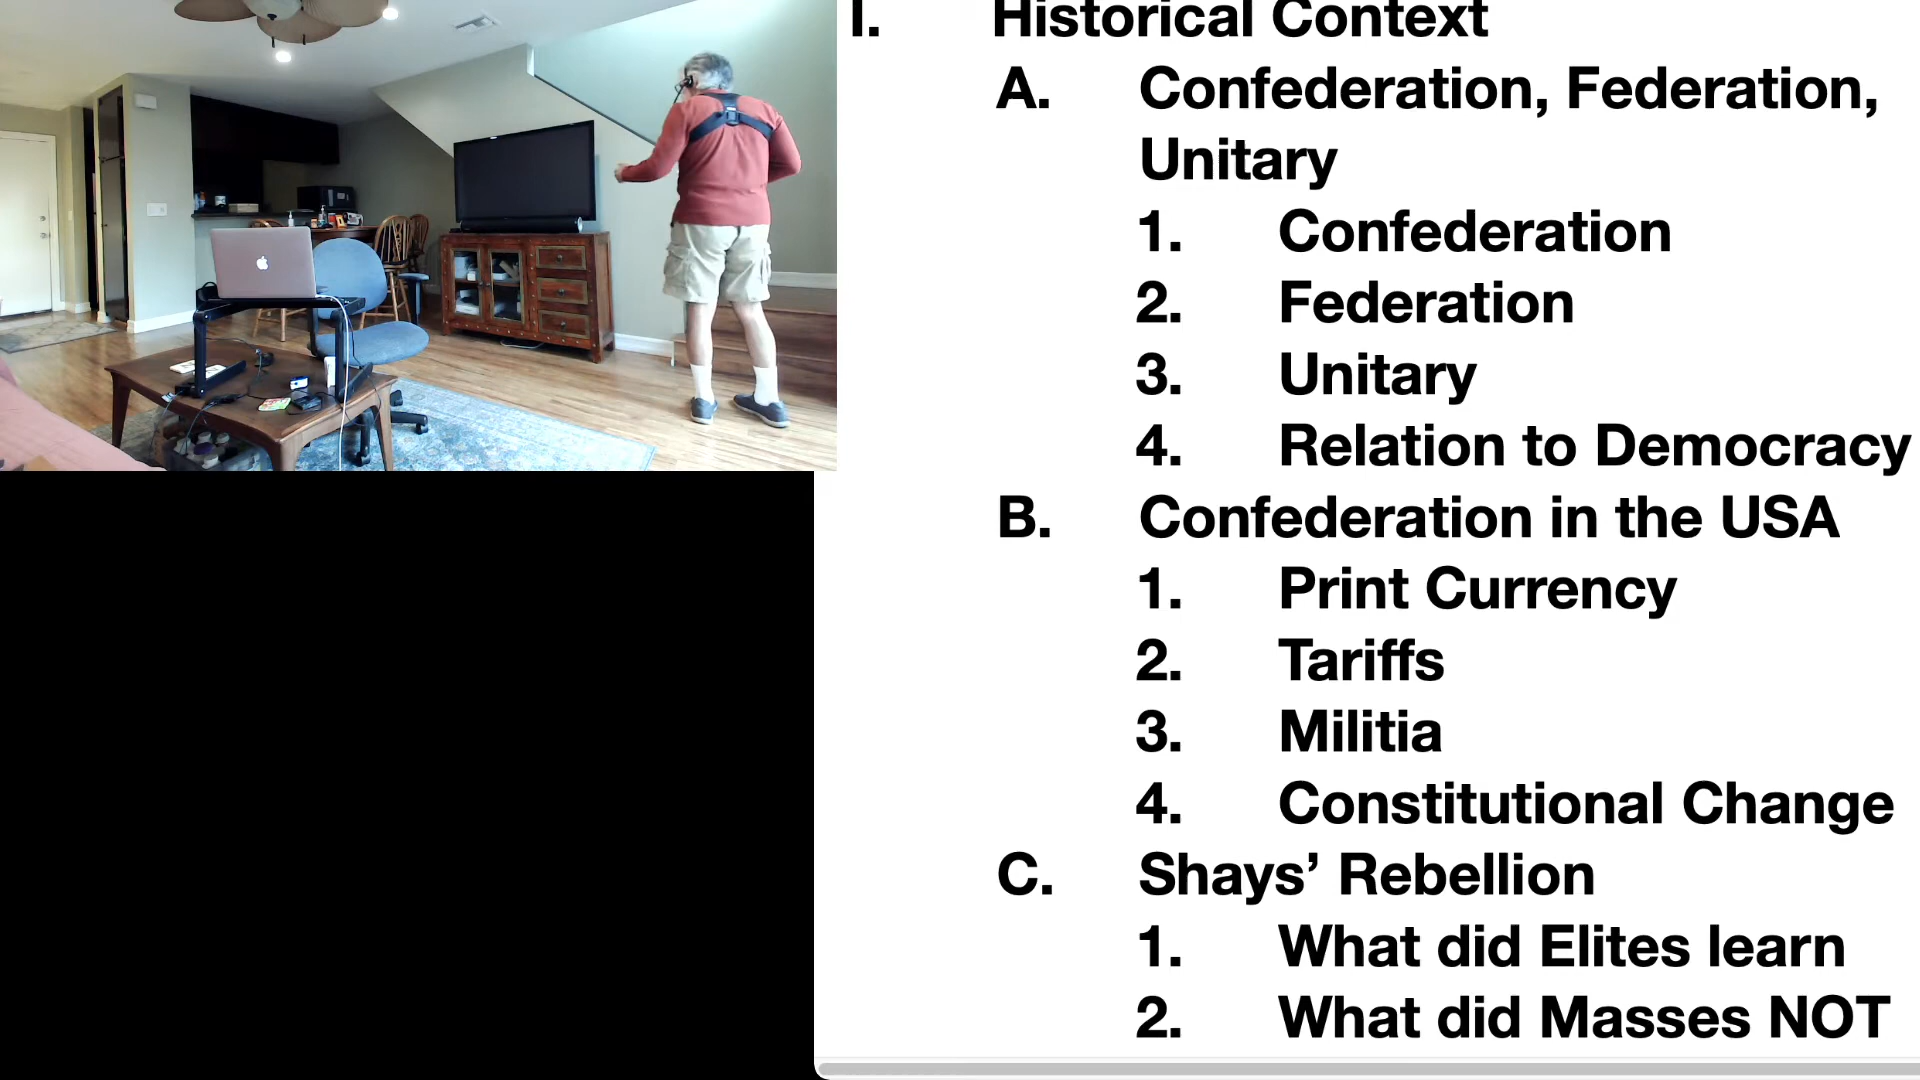 I. Historical Context
A. Confederation, Federation,
Unitary
1. Confederation
2. Federation
3. Unitary
4. Relation to Democracy
B. Confederation in the USA
1. Print Currency
2. Tariffs
3. Militia
4. Constitutional Change
C. Shays’ Rebellion
1. What did Elites learn
2. What did Masses NOT